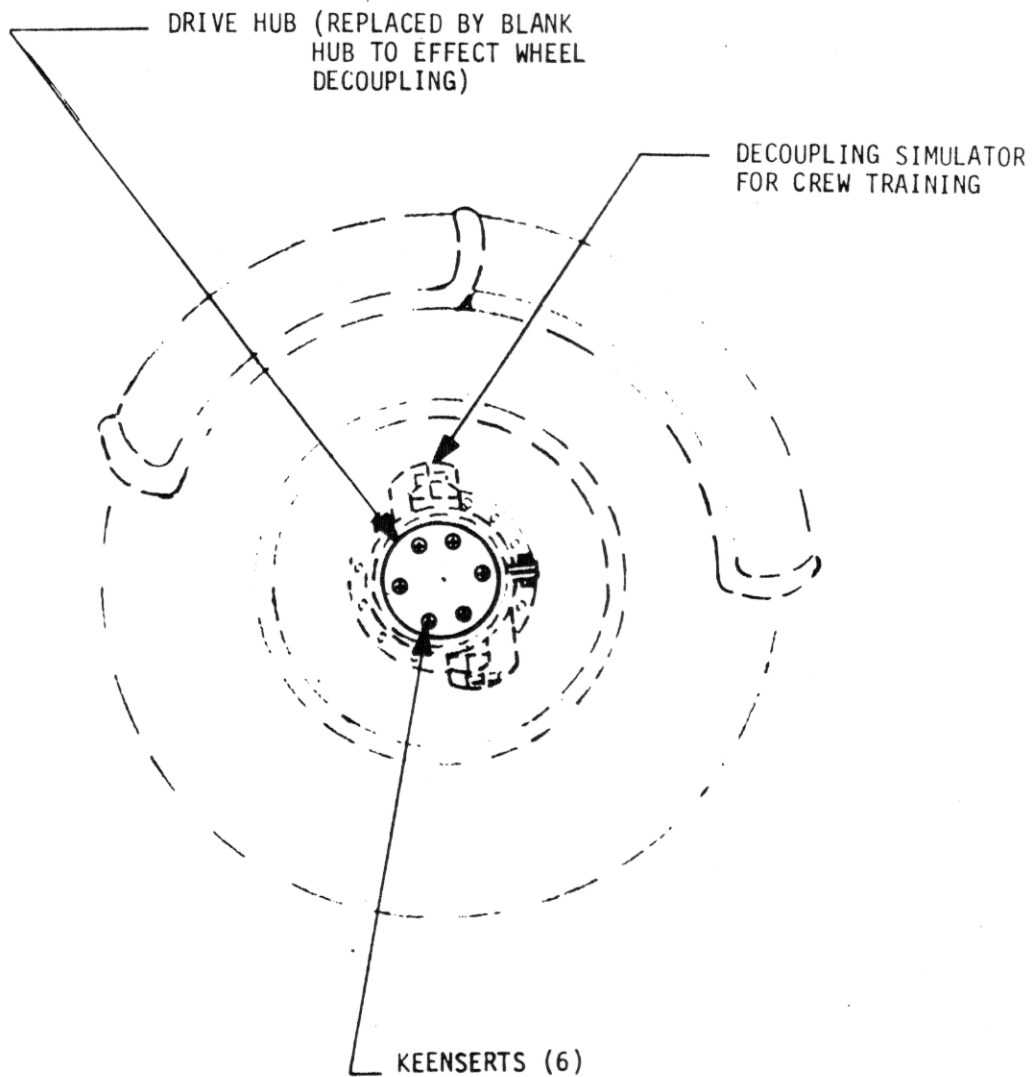 DRIVE HUB (REPLACED BY BLANK
HUB TO EFFECT WHEEL
DECOUPLING)
DECOUPLING SIMULATOR
FOR CREW TRAINING
KEENSERTS (6)